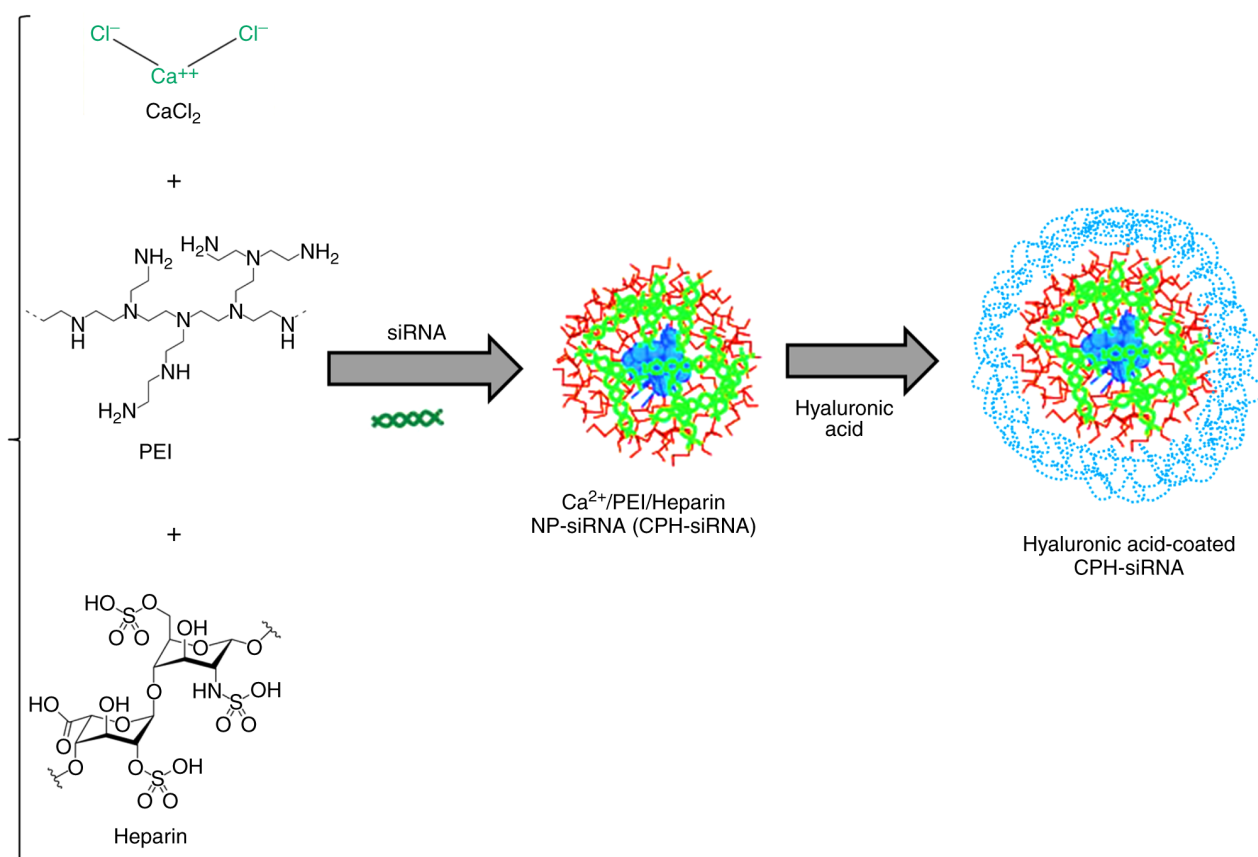 Cl⁻ Cl⁻
Ca⁺⁺
CaCl₂
+
H₂N NH₂
NH₂ N
N N N
N H N H
NH
H₂N
PEI
siRNA
Hyaluronic
acid
Ca²⁺/PEI/Heparin
NP-siRNA (CPH-siRNA)
Hyaluronic acid-coated
CPH-siRNA
+
HO S O
O O OH
O O
HN S OH
O O O
HO OH
O O
O O S OH
O O
Heparin